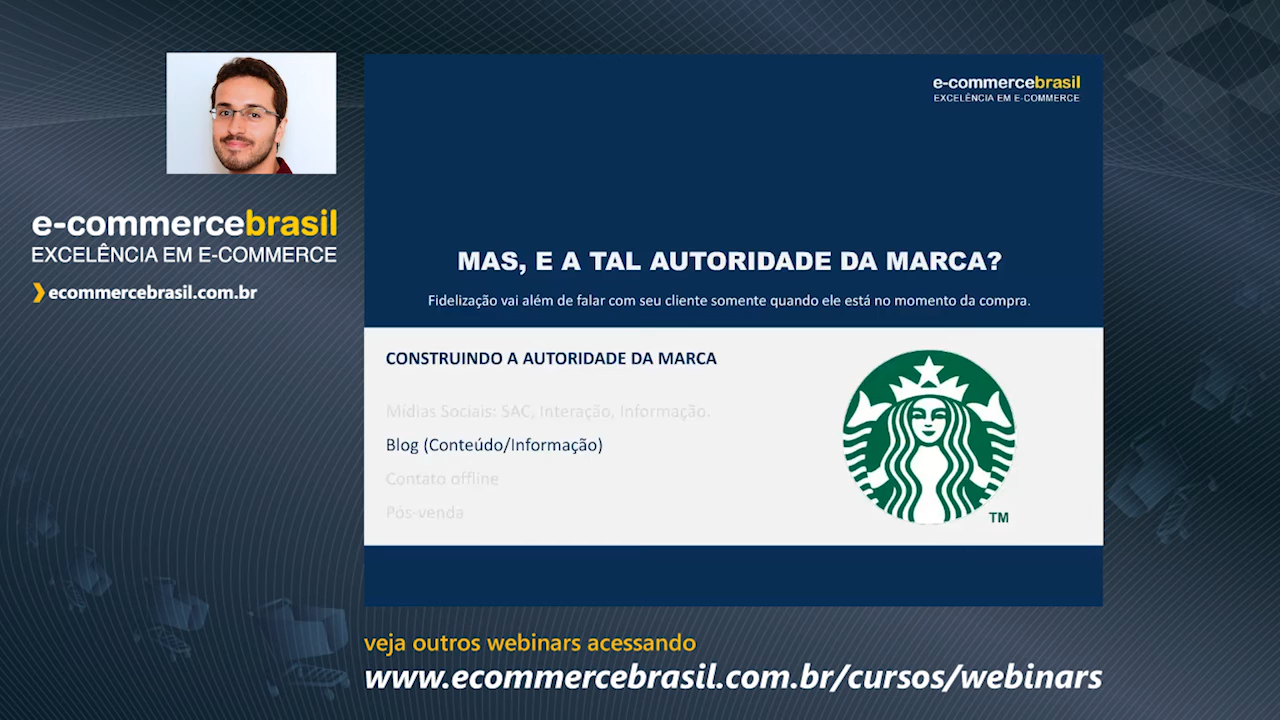 e-commercebrasil
EXCELÊNCIA EM E-COMMERCE
ecommercebrasil.com.br
e-commercebrasil
EXCELÊNCIA EM E-COMMERCE
MAS, E A TAL AUTORIDADE DA MARCA?
Fidelização vai além de falar com seu cliente somente quando ele está no momento da compra.
CONSTRUINDO A AUTORIDADE DA MARCA
Mídias Sociais: SAC, Interação, Informação.
Blog (Conteúdo/Informação)
Contato offline
Pós-venda
TM
veja outros webinars acessando
www.ecommercebrasil.com.br/cursos/webinars